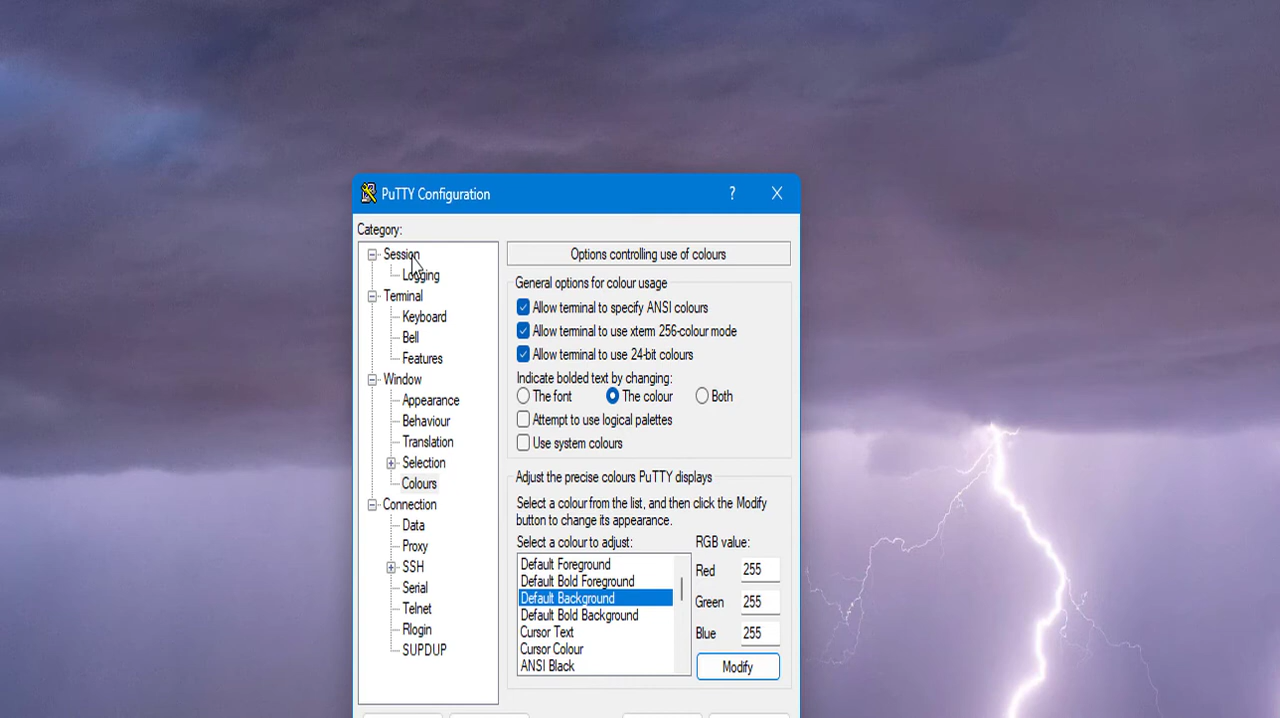 PuTTY Configuration
?
Category:
Session
Logging
Terminal
Keyboard
Bell
Features
Window
Appearance
Behaviour
Translation
Selection
Colours
Connection
Data
Proxy
SSH
Serial
Telnet
Rlogin
SUPDUP
Options controlling use of colours
General options for colour usage
Allow terminal to specify ANSI colours
Allow terminal to use xterm 256-colour mode
Allow terminal to use 24-bit colours
Indicate bolded text by changing:
The font The colour Both
Attempt to use logical palettes
Use system colours
Adjust the precise colours PuTTY displays
Select a colour from the list, and then click the Modify
button to change its appearance.
Select a colour to adjust:
Default Foreground
Default Bold Foreground
Default Background
Default Bold Background
Cursor Text
Cursor Colour
ANSI Black
RGB value:
Red 255
Green 255
Blue 255
Modify